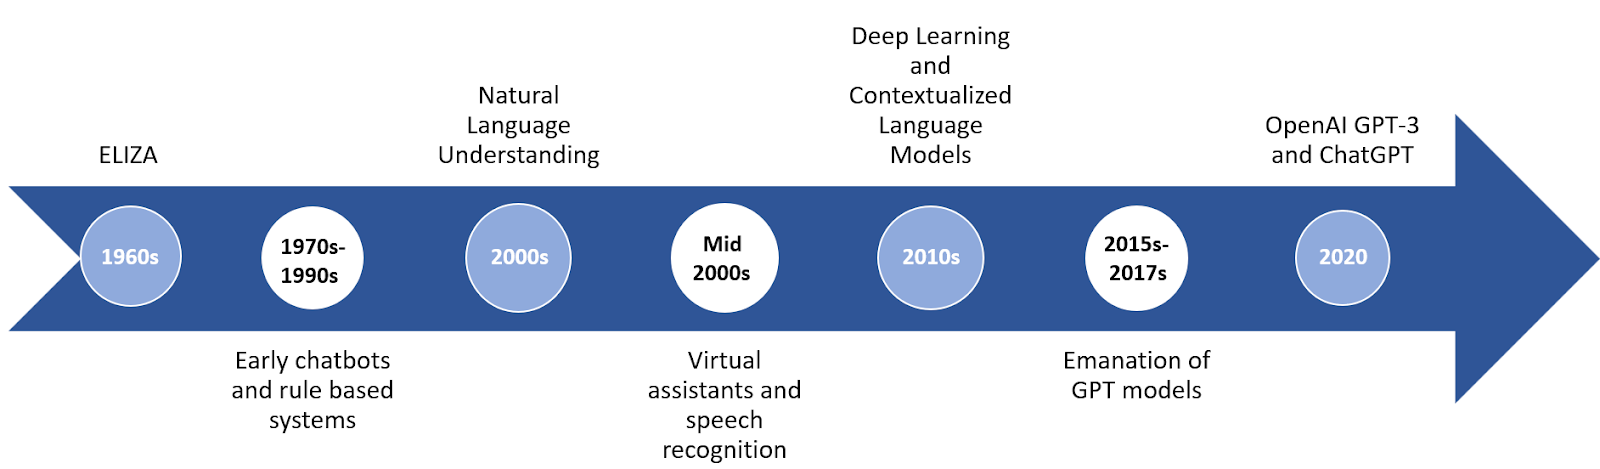 ELIZA
1960s
1970s-
1990s
Early chatbots
and rule based
systems
Natural
Language
Understanding
2000s
Mid
2000s
Virtual
assistants and
speech
recognition
Deep Learning
and
Contextualized
Language
Models
2010s
2015s-
2017s
Emanation of
GPT models
OpenAI GPT-3
and ChatGPT
2020